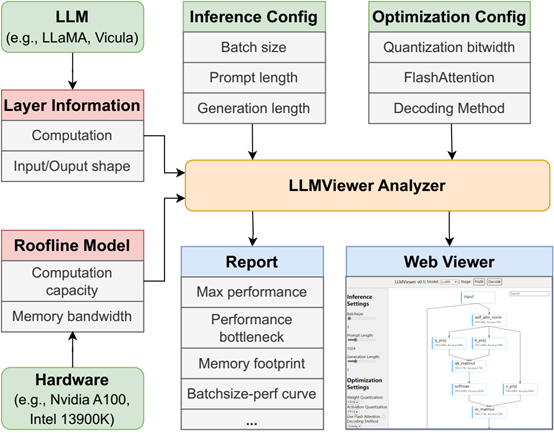 LLM
(e.g., LLaMA, Vicula)
Layer Information
Computation
Input/Ouput shape
Roofline Model
Computation
capacity
Memory bandwidth
Hardware
(e.g., Nvidia A100,
Intel 13900K)
Inference Config
Batch size
Prompt length
Generation length
Optimization Config
Quantization bitwidth
FlashAttention
Decoding Method
LLMViewer Analyzer
Report
Max performance
Performance
bottleneck
Memory footprint
Batchsize-perf curve
...
Web Viewer
LLMViewer v0.1 Model: Stage: Prefill Decode
Inference
Settings
Batchsize:
1
Prompt Length:
1024
Generation Length:
1
Optimization
Settings
Weight Quantization:
Activation Quantization:
Use Flash Attention
Decoding Method
input
Search
self_attn_norm
q_proj
k_proj
qk_matmul
softmax
v_proj
sv_matmul